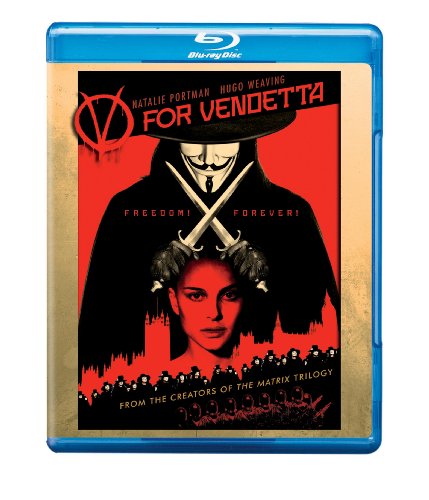 Blu-ray Disc
NATALIE PORTMAN HUGO WEAVING
V FOR VENDETTA
FREEDOM! FOREVER!
FROM THE CREATORS OF THE MATRIX TRILOGY